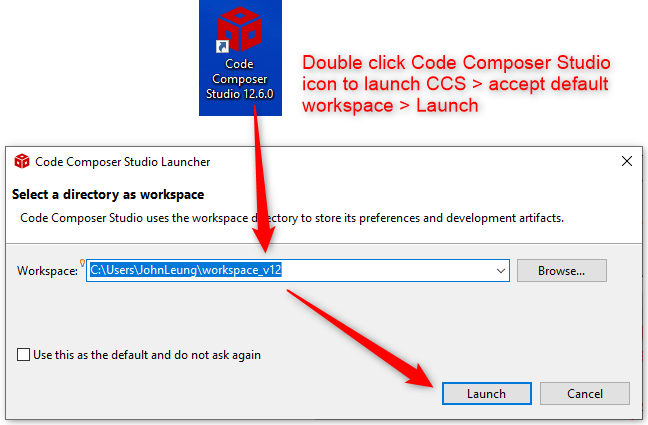 Code
Composer
Studio 12.6.0
Double click Code Composer Studio
icon to launch CCS > accept default
workspace > Launch
Code Composer Studio Launcher
Select a directory as workspace
Code Composer Studio uses the workspace directory to store its preferences and development artifacts.
Workspace: C:\Users\JohnLeung\workspace_v12 Browse...
Use this as the default and do not ask again
Launch Cancel